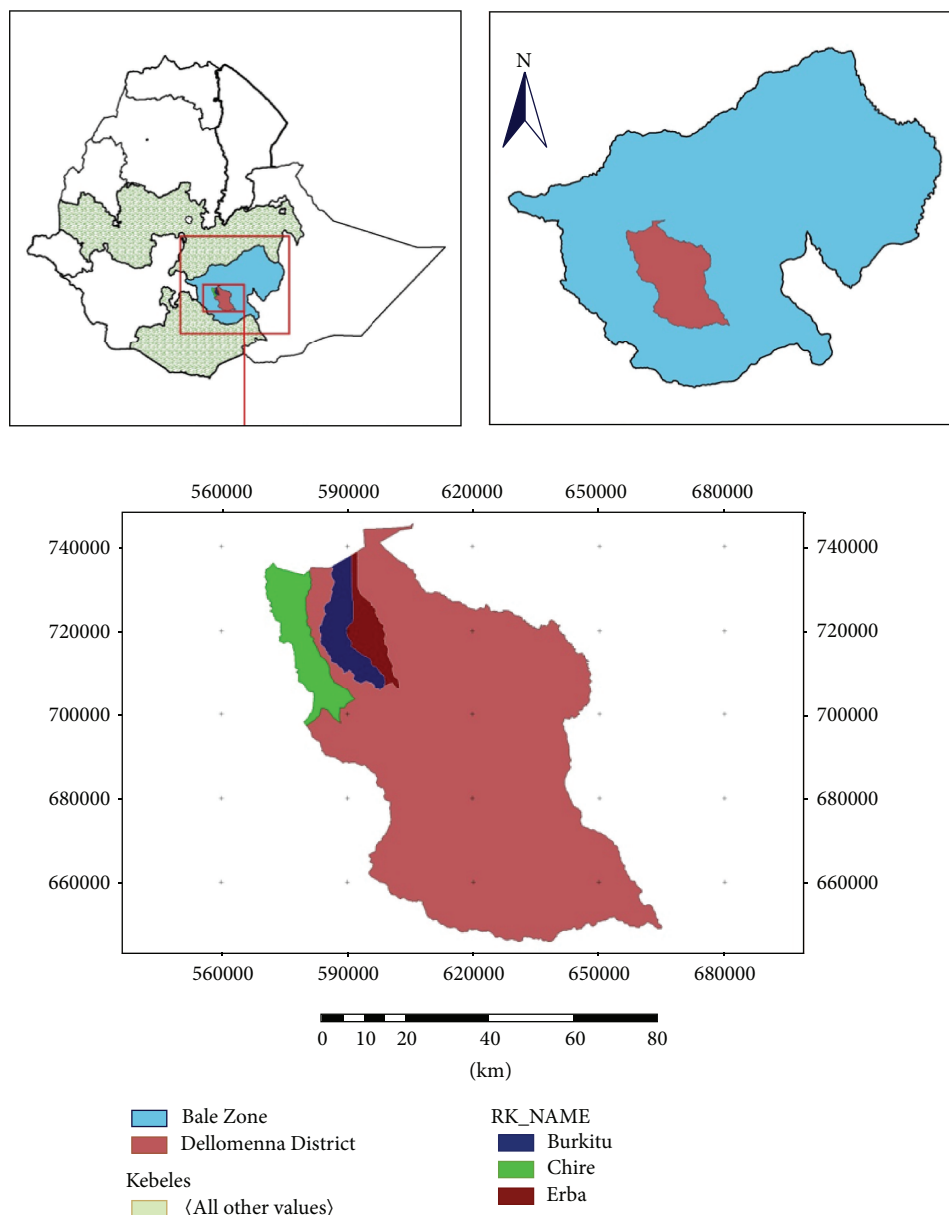 N
560000 590000 620000 650000 680000
740000 740000
720000 720000
700000 700000
680000 680000
660000 660000
560000 590000 620000 650000 680000
0 10 20 40 60 80
(km)
Bale Zone
Dellomenna District
Kebeles
⟨All other values⟩
RK_NAME
Burkitu
Chire
Erba